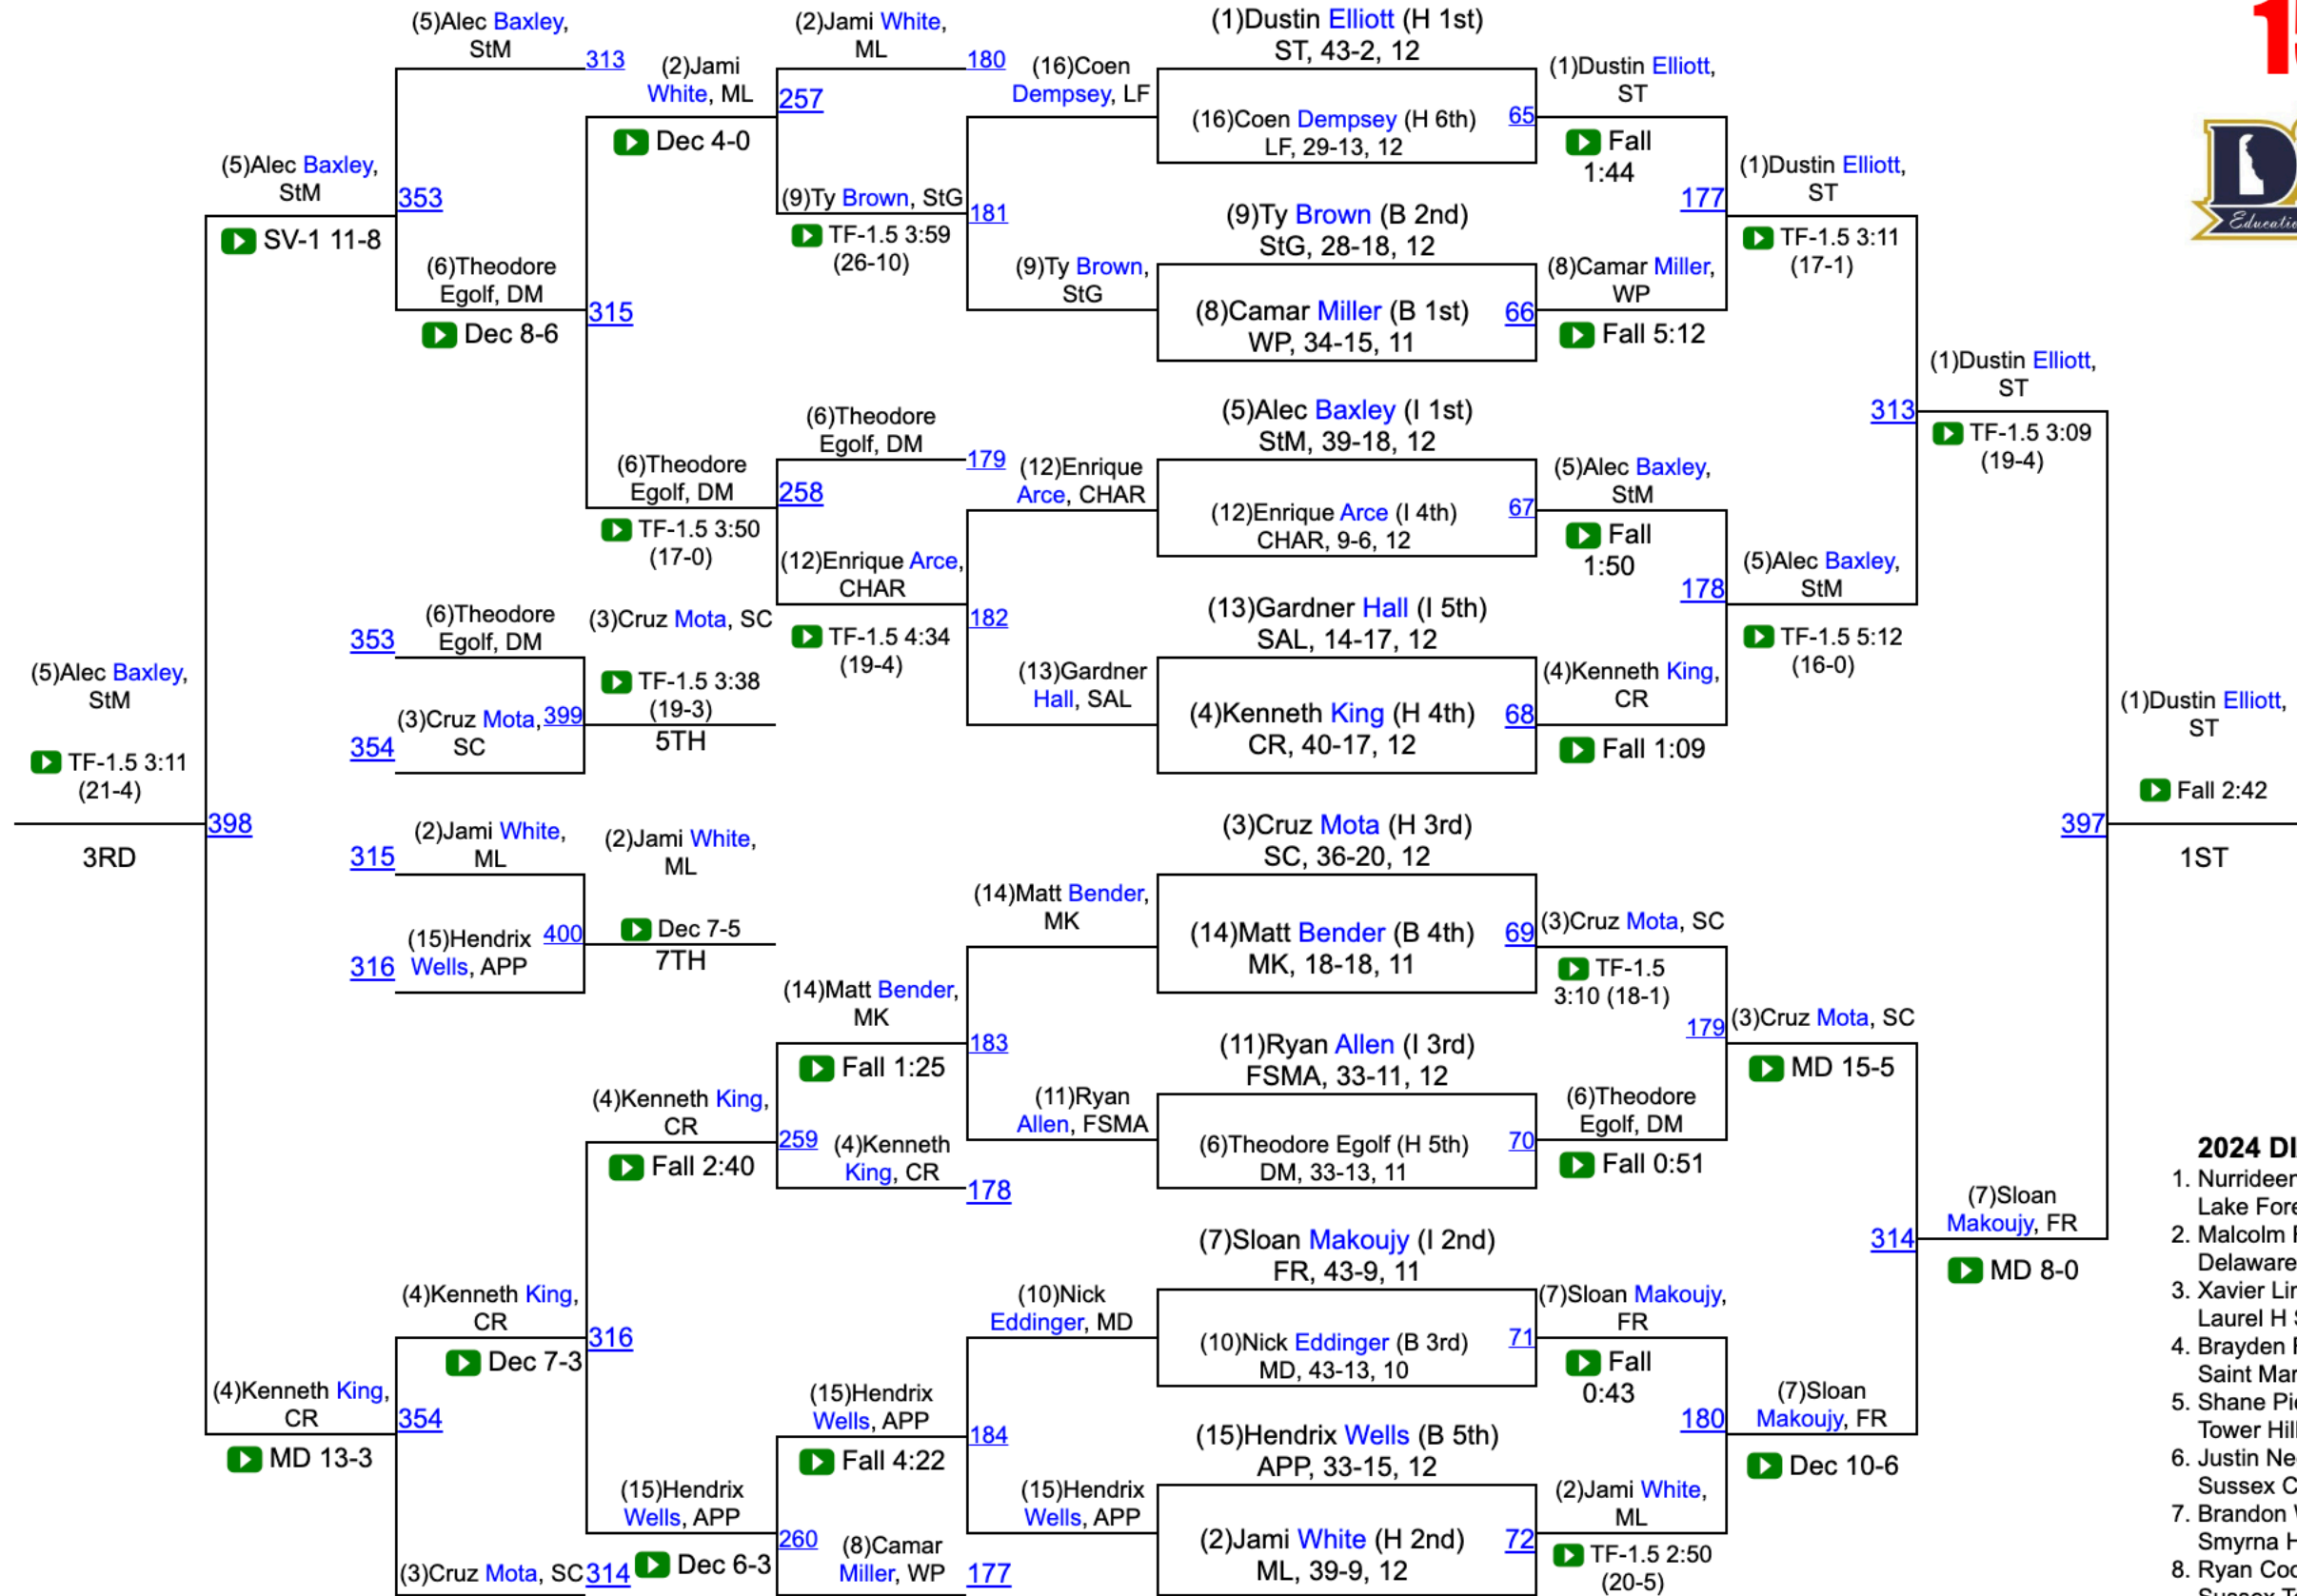 (5)Alec Baxley,
StM
313
(2)Jami
White, ML
Dec 4-0
(5)Alec Baxley,
StM
353
SV-1 11-8
(6)Theodore
Egolf, DM
Dec 8-6
315
(6)Theodore
Egolf, DM
258
TF-1.5 3:50
(17-0)
353
(6)Theodore
Egolf, DM
(3)Cruz Mota, SC
TF-1.5 3:38
(19-3)
(3)Cruz Mota,
SC
399
354
5TH
(5)Alec Baxley,
StM
TF-1.5 3:11
(21-4)
398
3RD
315
(2)Jami White,
ML
(2)Jami White,
ML
(15)Hendrix
Wells, APP
400
316
Dec 7-5
7TH
(4)Kenneth King,
CR
259
Fall 2:40
(4)Kenneth King,
CR
316
Dec 7-3
(4)Kenneth King,
CR
354
MD 13-3
(15)Hendrix
Wells, APP
260
Dec 6-3
(3)Cruz Mota, SC
314
(2)Jami White,
ML
180
257
(9)Ty Brown, StG
181
TF-1.5 3:59
(26-10)
(6)Theodore
Egolf, DM
179
(12)Enrique Arce,
CHAR
182
TF-1.5 4:34
(19-4)
(14)Matt Bender,
MK
183
Fall 1:25
(4)Kenneth
King, CR
178
(15)Hendrix
Wells, APP
184
Fall 4:22
(8)Camar
Miller, WP
177
(16)Coen
Dempsey, LF
(9)Ty Brown,
StG
(12)Enrique
Arce, CHAR
(13)Gardner
Hall, SAL
(14)Matt Bender,
MK
(11)Ryan
Allen, FSMA
(10)Nick
Eddinger, MD
(15)Hendrix
Wells, APP
(1)Dustin Elliott (H 1st)
ST, 43-2, 12
(16)Coen Dempsey (H 6th)
LF, 29-13, 12
65
(9)Ty Brown (B 2nd)
StG, 28-18, 12
(8)Camar Miller (B 1st)
WP, 34-15, 11
66
(5)Alec Baxley (I 1st)
StM, 39-18, 12
(12)Enrique Arce (I 4th)
CHAR, 9-6, 12
67
(13)Gardner Hall (I 5th)
SAL, 14-17, 12
(4)Kenneth King (H 4th)
CR, 40-17, 12
68
(3)Cruz Mota (H 3rd)
SC, 36-20, 12
(14)Matt Bender (B 4th)
MK, 18-18, 11
69
(11)Ryan Allen (I 3rd)
FSMA, 33-11, 12
(6)Theodore Egolf (H 5th)
DM, 33-13, 11
70
(7)Sloan Makoujy (I 2nd)
FR, 43-9, 11
(10)Nick Eddinger (B 3rd)
MD, 43-13, 10
71
(15)Hendrix Wells (B 5th)
APP, 33-15, 12
(2)Jami White (H 2nd)
ML, 39-9, 12
72
(1)Dustin Elliott,
ST
Fall
1:44
177
(8)Camar Miller,
WP
Fall 5:12
(5)Alec Baxley,
StM
Fall
1:50
178
(4)Kenneth King,
CR
Fall 1:09
(3)Cruz Mota, SC
TF-1.5
3:10 (18-1)
179
(6)Theodore
Egolf, DM
Fall 0:51
(7)Sloan Makoujy,
FR
Fall
0:43
180
(2)Jami White,
ML
TF-1.5 2:50
(20-5)
(1)Dustin Elliott,
ST
TF-1.5 3:11
(17-1)
313
(5)Alec Baxley,
StM
TF-1.5 5:12
(16-0)
(3)Cruz Mota, SC
MD 15-5
314
(7)Sloan
Makoujy, FR
Dec 10-6
(1)Dustin Elliott,
ST
TF-1.5 3:09
(19-4)
397
(7)Sloan
Makoujy, FR
MD 8-0
(1)Dustin Elliott,
ST
Fall 2:42
1ST
2024
1. Nurrideen
Lake
2. Malcolm
Delaware
3. Xavier
Laurel H
4. Brayden
Saint
5. Shane
Tower Hill
6. Justin
Sussex
7. Brandon
Smyrna
8. Ryan